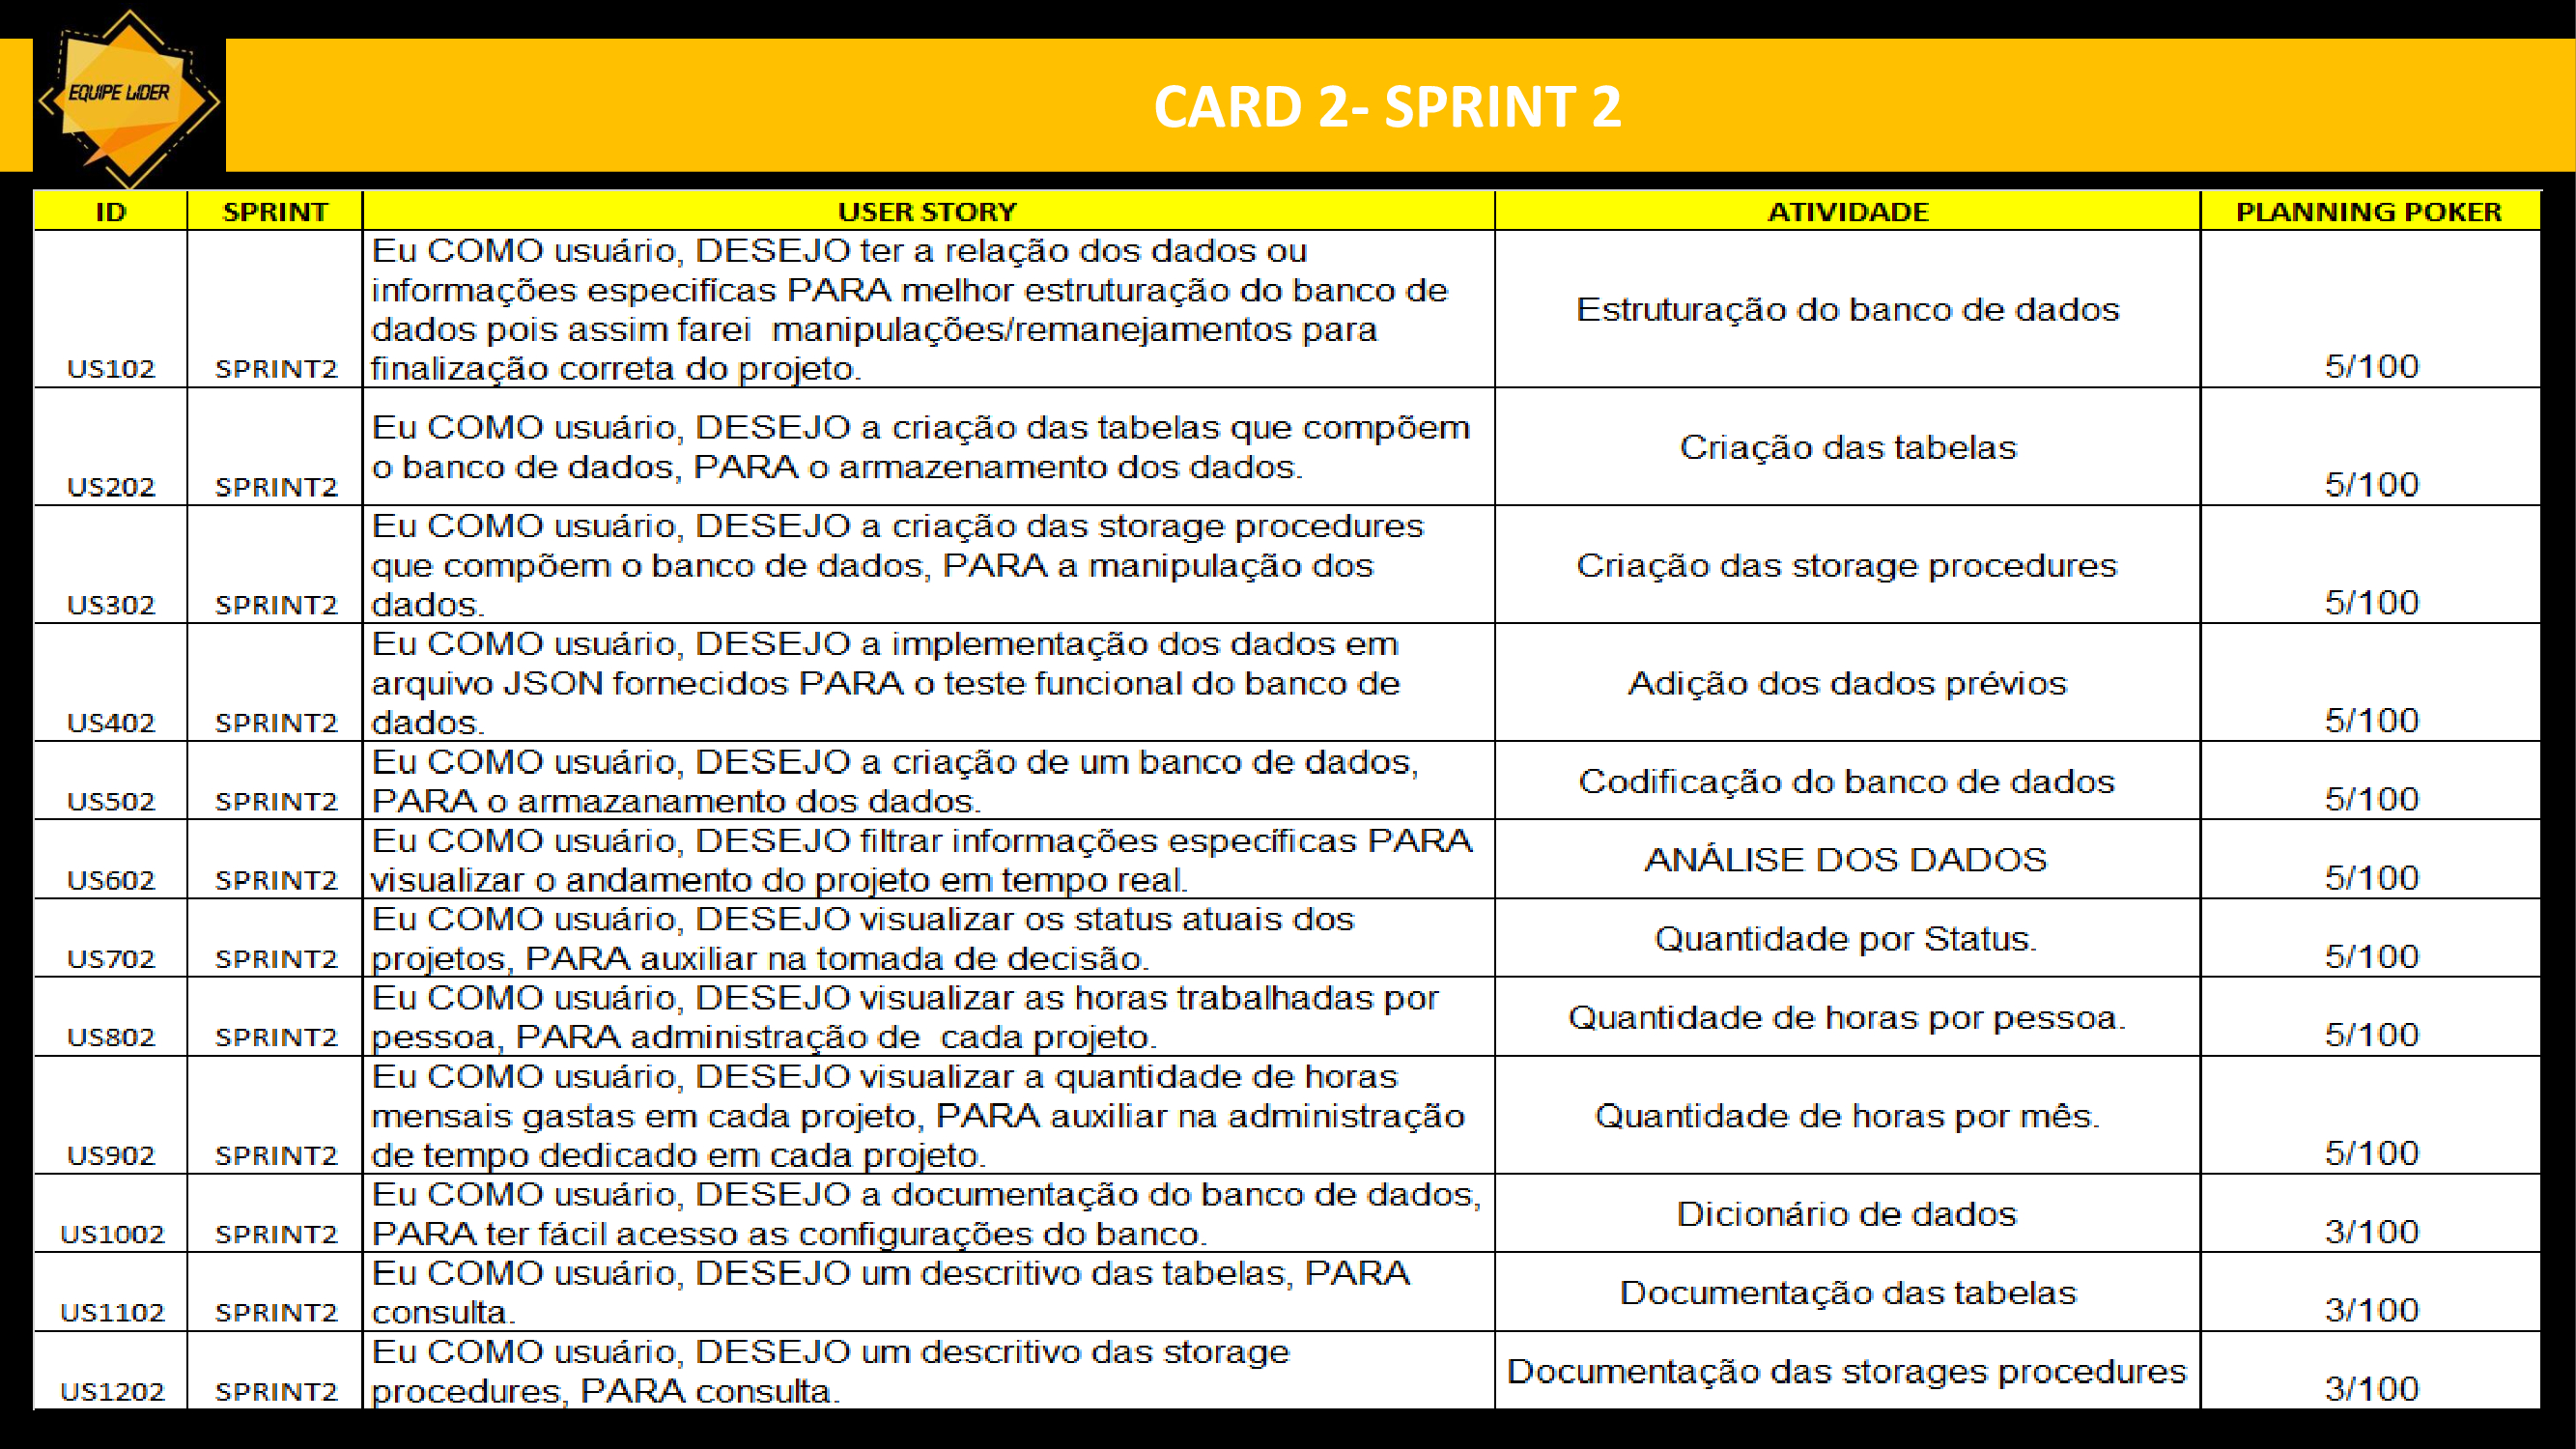 EQUIPE LIDER
CARD 2- SPRINT 2
ID SPRINT USER STORY ATIVIDADE PLANNING POKER
Eu COMO usuário, DESEJO ter a relação dos dados ou
informações especifícas PARA melhor estruturação do banco de
dados pois assim farei manipulações/remanejamentos para
finalização correta do projeto.
US102 SPRINT2 Estruturação do banco de dados 5/100
Eu COMO usuário, DESEJO a criação das tabelas que compõem
o banco de dados, PARA o armazenamento dos dados.
US202 SPRINT2 Criação das tabelas 5/100
Eu COMO usuário, DESEJO a criação das storage procedures
que compõem o banco de dados, PARA a manipulação dos
dados.
US302 SPRINT2 Criação das storage procedures 5/100
Eu COMO usuário, DESEJO a implementação dos dados em
arquivo JSON fornecidos PARA o teste funcional do banco de
dados.
US402 SPRINT2 Adição dos dados prévios 5/100
Eu COMO usuário, DESEJO a criação de um banco de dados,
PARA o armazanamento dos dados.
US502 SPRINT2 Codificação do banco de dados 5/100
Eu COMO usuário, DESEJO filtrar informações específicas PARA
visualizar o andamento do projeto em tempo real.
US602 SPRINT2 ANÁLISE DOS DADOS 5/100
Eu COMO usuário, DESEJO visualizar os status atuais dos
projetos, PARA auxiliar na tomada de decisão.
US702 SPRINT2 Quantidade por Status. 5/100
Eu COMO usuário, DESEJO visualizar as horas trabalhadas por
pessoa, PARA administração de cada projeto.
US802 SPRINT2 Quantidade de horas por pessoa. 5/100
Eu COMO usuário, DESEJO visualizar a quantidade de horas
mensais gastas em cada projeto, PARA auxiliar na administração
de tempo dedicado em cada projeto.
US902 SPRINT2 Quantidade de horas por mês. 5/100
Eu COMO usuário, DESEJO a documentação do banco de dados,
PARA ter fácil acesso as configurações do banco.
US1002 SPRINT2 Dicionário de dados 3/100
Eu COMO usuário, DESEJO um descritivo das tabelas, PARA
consulta.
US1102 SPRINT2 Documentação das tabelas 3/100
Eu COMO usuário, DESEJO um descritivo das storage
procedures, PARA consulta.
US1202 SPRINT2 Documentação das storages procedures 3/100